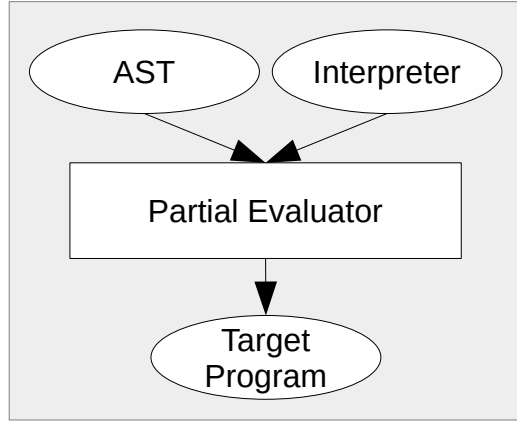 AST
Interpreter
Partial Evaluator
Target
Program